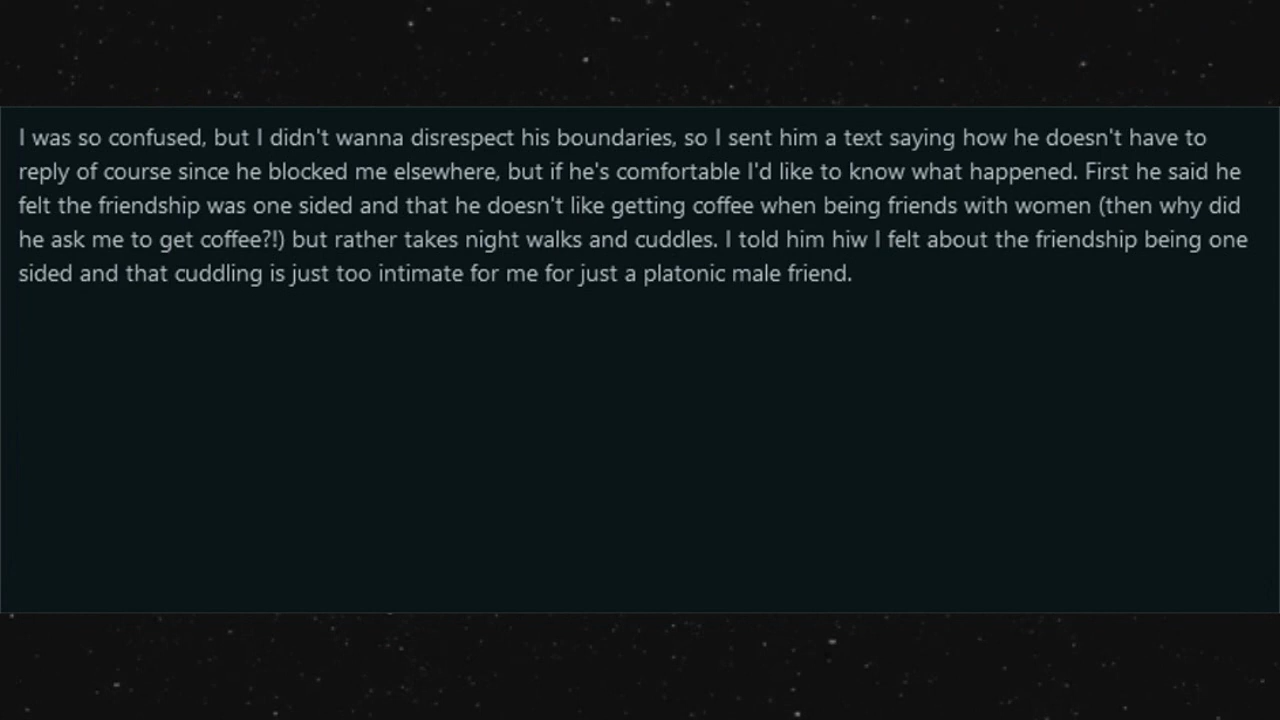 I was so confused, but I didn't wanna disrespect his boundaries, so I sent him a text saying how he doesn't have to
reply of course since he blocked me elsewhere, but if he's comfortable I'd like to know what happened. First he said he
felt the friendship was one sided and that he doesn't like getting coffee when being friends with women (then why did
he ask me to get coffee?!) but rather takes night walks and cuddles. I told him hiw I felt about the friendship being one
sided and that cuddling is just too intimate for me for just a platonic male friend.